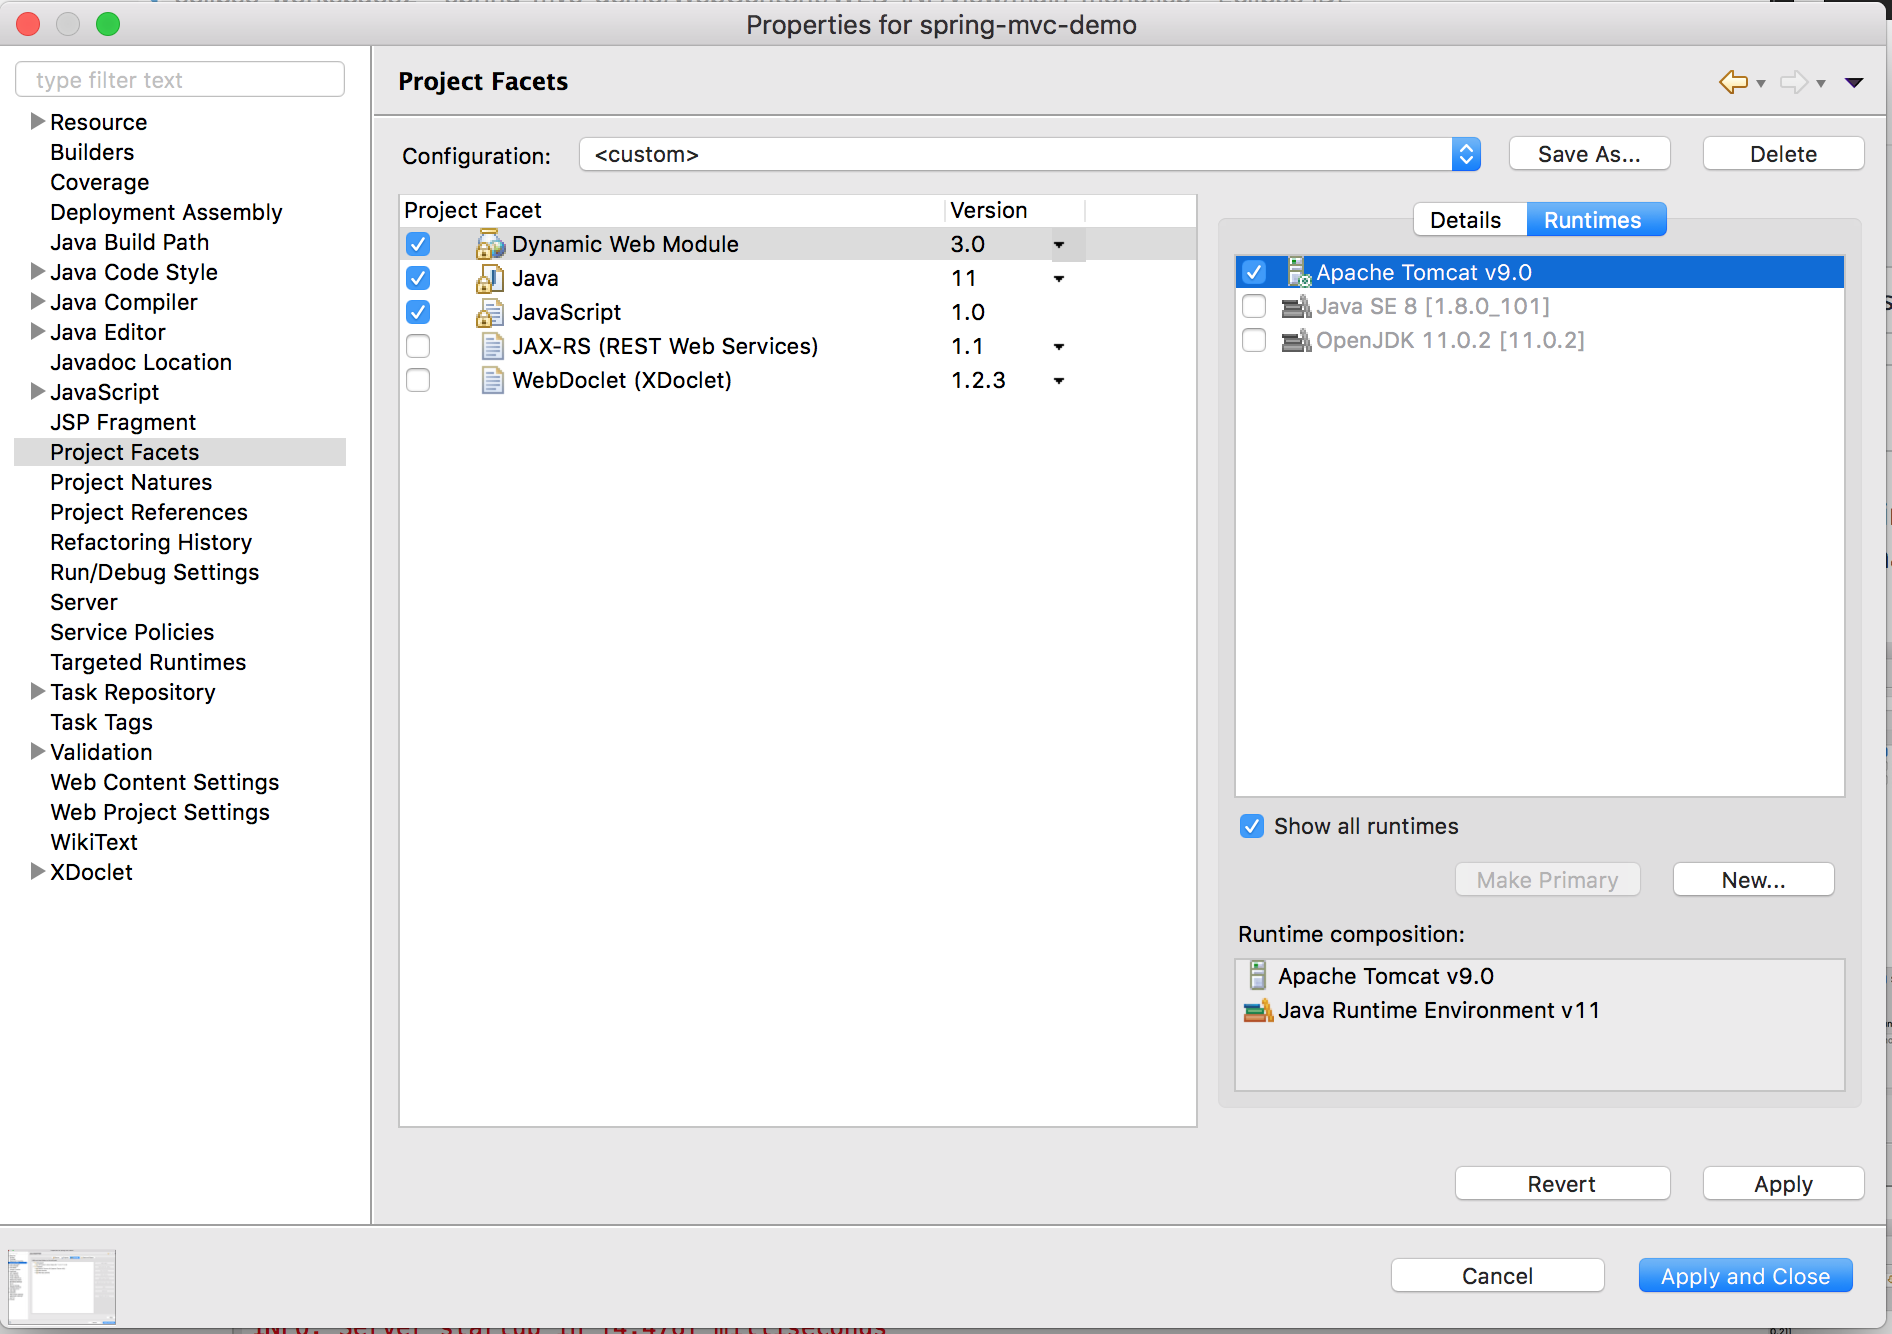 Properties for spring-mvc-demo
type filter text
Resource
Builders
Coverage
Deployment Assembly
Java Build Path
Java Code Style
Java Compiler
Java Editor
Javadoc Location
JavaScript
JSP Fragment
Project Facets
Project Natures
Project References
Refactoring History
Run/Debug Settings
Server
Service Policies
Targeted Runtimes
Task Repository
Task Tags
Validation
Web Content Settings
Web Project Settings
WikiText
XDoclet
Project Facets
Configuration: <custom> Save As... Delete
Project Facet Version
Dynamic Web Module 3.0
Java 11
JavaScript 1.0
JAX-RS (REST Web Services) 1.1
WebDoclet (XDoclet) 1.2.3
Details Runtimes
Apache Tomcat v9.0
Java SE 8 [1.8.0_101]
OpenJDK 11.0.2 [11.0.2]
Show all runtimes
Make Primary New...
Runtime composition:
Apache Tomcat v9.0
Java Runtime Environment v11
Revert Apply
Cancel Apply and Close